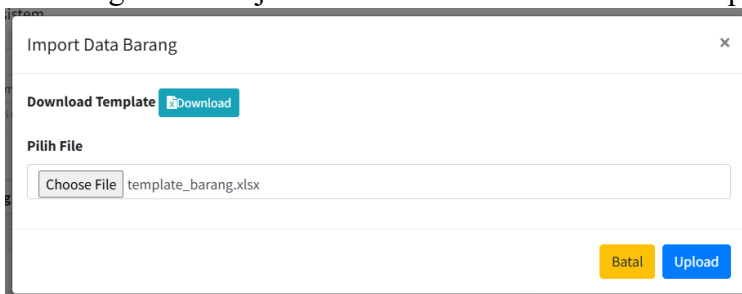 Import Data Barang ×
Download Template Download
Pilih File
Choose File template_barang.xlsx
Batal Upload